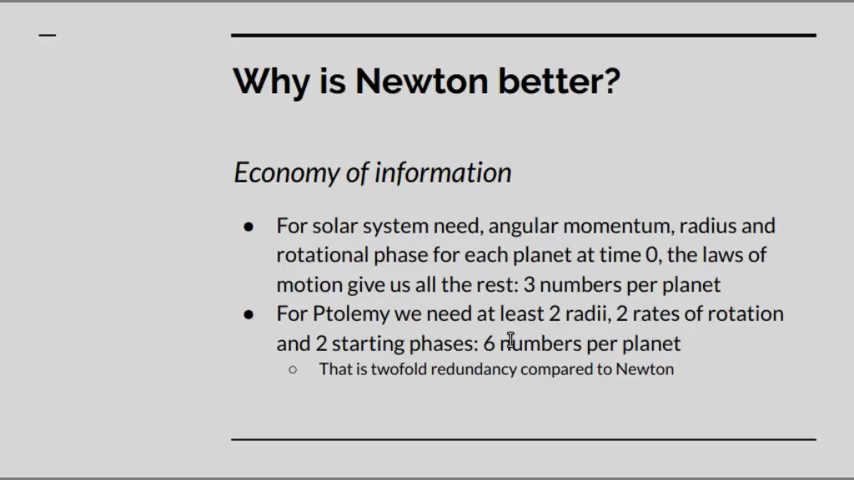 Why is Newton better?
Economy of information
● For solar system need, angular momentum, radius and
rotational phase for each planet at time 0, the laws of
motion give us all the rest: 3 numbers per planet
● For Ptolemy we need at least 2 radii, 2 rates of rotation
and 2 starting phases: 6 numbers per planet
○ That is twofold redundancy compared to Newton